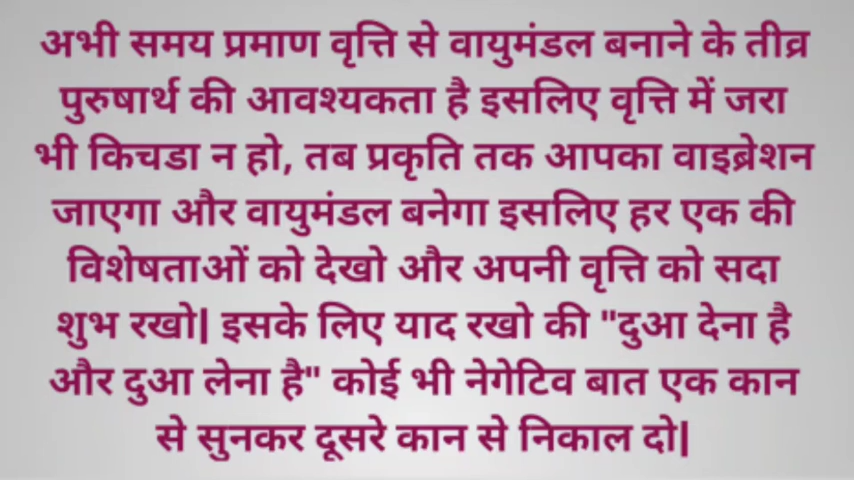 अभी समय प्रमाण वृत्ति से वायुमंडल बनाने के तीव्र
पुरुषार्थ की आवश्यकता है इसलिए वृत्ति में जरा
भी किचडा न हो, तब प्रकृति तक आपका वाइब्रेशन
जाएगा और वायुमंडल बनेगा इसलिए हर एक की
विशेषताओं को देखो और अपनी वृत्ति को सदा
शुभ रखो| इसके लिए याद रखो की "दुआ देना है
और दुआ लेना है" कोई भी नेगेटिव बात एक कान
से सुनकर दूसरे कान से निकाल दो|